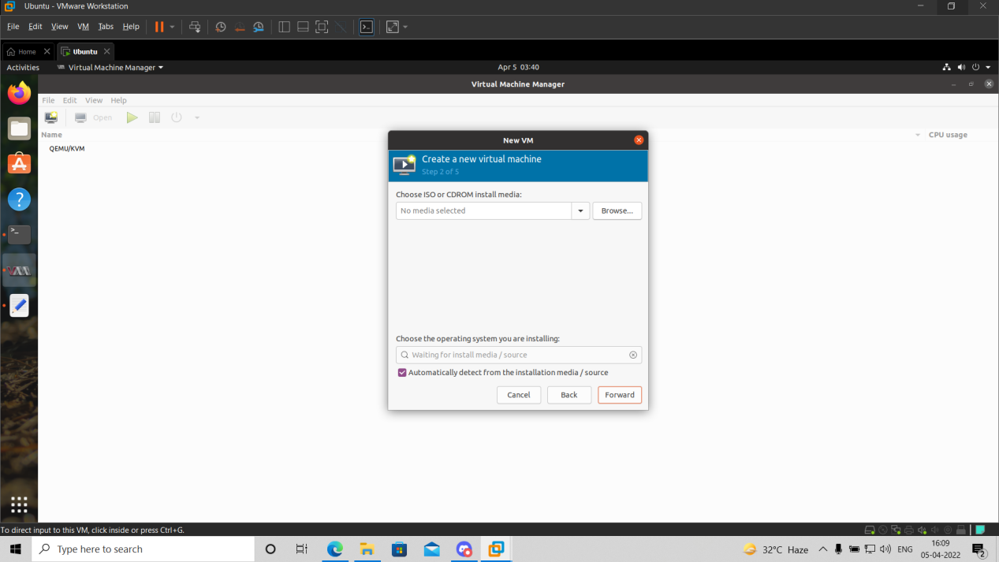 Ubuntu - VMware Workstation
File Edit View VM Tabs Help
Home
Ubuntu
Activities
Virtual Machine Manager
Apr 5 03:40
Virtual Machine Manager
File Edit View Help
Open
Name
CPU usage
QEMU/KVM
New VM
Create a new virtual machine
Step 2 of 5
Choose ISO or CDROM install media:
No media selected
Browse...
Choose the operating system you are installing:
Waiting for install media / source
Automatically detect from the installation media / source
Cancel
Back
Forward
To direct input to this VM, click inside or press Ctrl+G.
Type here to search
32°C Haze
ENG
16:09
05-04-2022
2